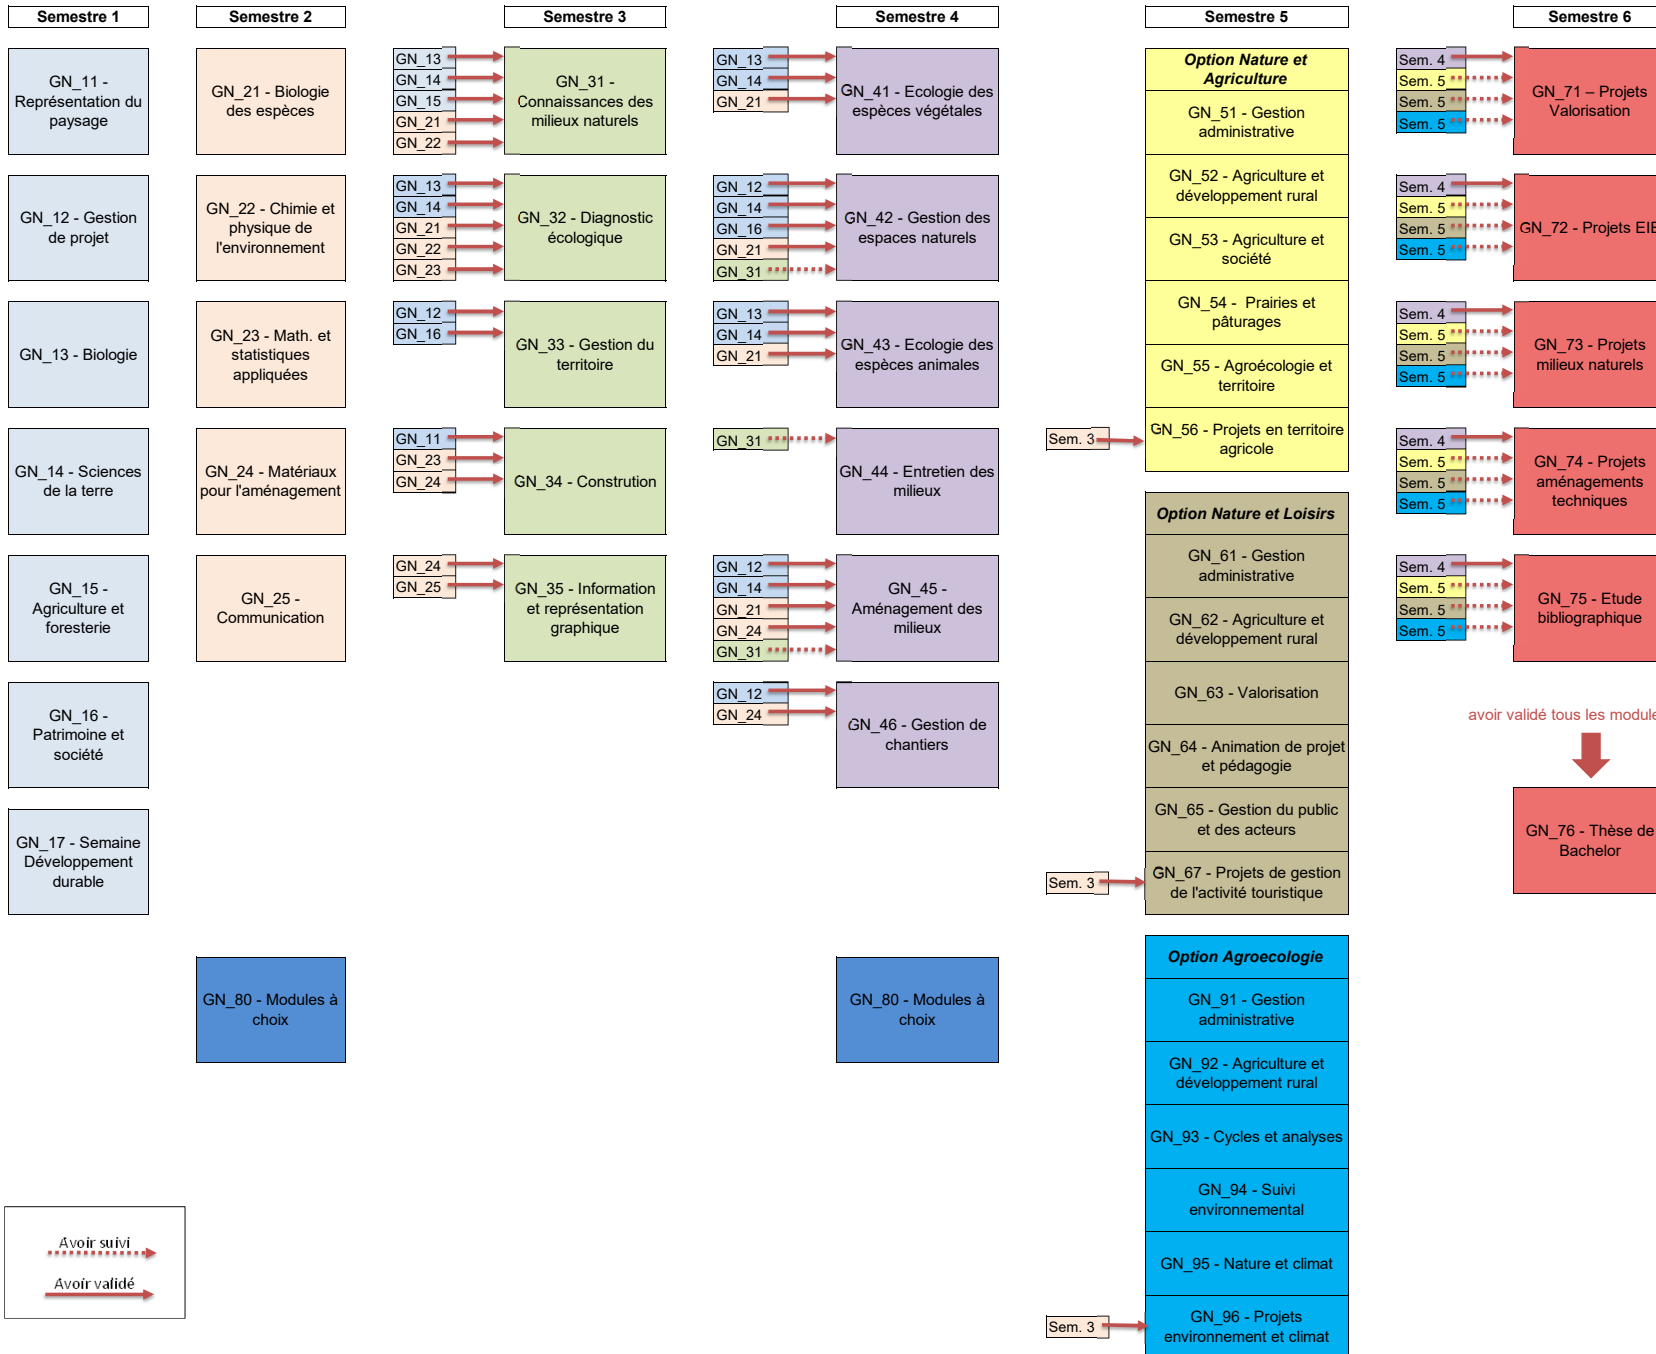 Semestre 1
GN_11 -
Représentation du
paysage
GN_12 - Gestion
de projet
GN_13 - Biologie
GN_14 - Sciences
de la terre
GN_15 -
Agriculture et
foresterie
GN_16 -
Patrimoine et
société
GN_17 - Semaine
Développement
durable
Semestre 2
GN_21 - Biologie
des espèces
GN_22 - Chimie et
physique de
l'environnement
GN_23 - Math. et
statistiques
appliquées
GN_24 - Matériaux
pour l'aménagement
GN_25 -
Communication
GN_80 - Modules à
choix
Semestre 3
GN_13
GN_14
GN_15
GN_21
GN_22
GN_31 -
Connaissances des
milieux naturels
GN_13
GN_14
GN_21
GN_22
GN_23
GN_32 - Diagnostic
écologique
GN_12
GN_16
GN_33 - Gestion du
territoire
GN_11
GN_23
GN_24
GN_34 - Constrution
GN_24
GN_25
GN_35 - Information
et représentation
graphique
Semestre 4
GN_13
GN_14
GN_21
GN_41 - Ecologie des
espèces végétales
GN_12
GN_14
GN_16
GN_21
GN_31
GN_42 - Gestion des
espaces naturels
GN_13
GN_14
GN_21
GN_43 - Ecologie des
espèces animales
GN_31
GN_44 - Entretien des
milieux
GN_12
GN_14
GN_21
GN_24
GN_31
GN_45 -
Aménagement des
milieux
GN_12
GN_24
GN_46 - Gestion de
chantiers
GN_80 - Modules à
choix
Semestre 5
Option Nature et
Agriculture
GN_51 - Gestion
administrative
GN_52 - Agriculture et
développement rural
GN_53 - Agriculture et
société
GN_54 - Prairies et
pâturages
GN_55 - Agroécologie et
territoire
Sem. 3
GN_56 - Projets en territoire
agricole
Option Nature et Loisirs
GN_61 - Gestion
administrative
GN_62 - Agriculture et
développement rural
GN_63 - Valorisation
GN_64 - Animation de projet
et pédagogie
GN_65 - Gestion du public
et des acteurs
Sem. 3
GN_67 - Projets de gestion
de l'activité touristique
Option Agroecologie
GN_91 - Gestion
administrative
GN_92 - Agriculture et
développement rural
GN_93 - Cycles et analyses
GN_94 - Suivi
environnemental
GN_95 - Nature et climat
Sem. 3
GN_96 - Projets
environnement et climat
Semestre 6
Sem. 4
Sem. 5
Sem. 5
Sem. 5
GN_71 – Projets
Valorisation
Sem. 4
Sem. 5
Sem. 5
Sem. 5
GN_72 - Projets EIE
Sem. 4
Sem. 5
Sem. 5
Sem. 5
GN_73 - Projets
milieux naturels
Sem. 4
Sem. 5
Sem. 5
Sem. 5
GN_74 - Projets
aménagements
techniques
Sem. 4
Sem. 5
Sem. 5
Sem. 5
GN_75 - Etude
bibliographique
avoir validé tous les module
GN_76 - Thèse de
Bachelor
Avoir suivi
Avoir validé